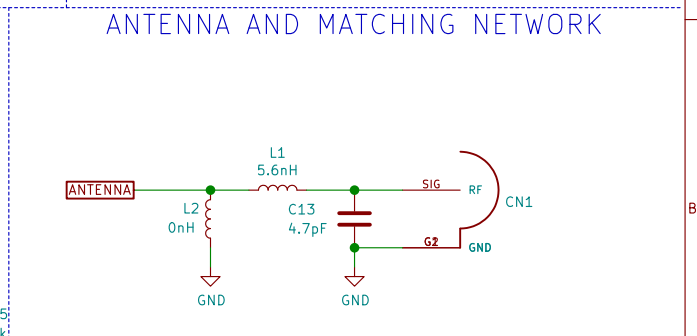 ANTENNA AND MATCHING NETWORK
L1
5.6nH
ANTENNA
SIG
RF
CN1
L2
0nH
C13
4.7pF
GND
GND
GND
B
5
k